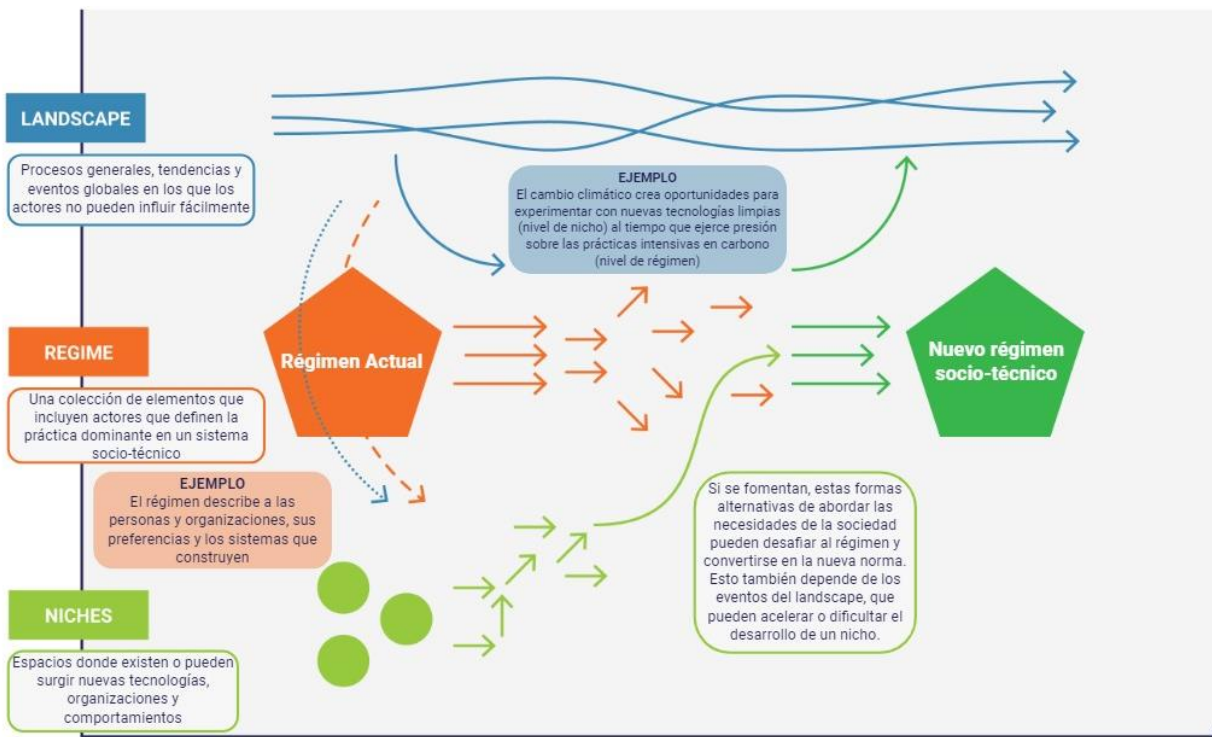 LANDSCAPE
Procesos generales, tendencias y
eventos globales en los que los
actores no pueden influir fácilmente
EJEMPLO
El cambio climático crea oportunidades para
experimentar con nuevas tecnologías limpias
(nivel de nicho) al tiempo que ejerce presión
sobre las prácticas intensivas en carbono
(nivel de régimen)
REGIME
Una colección de elementos que
incluyen actores que definen la
práctica dominante en un sistema
socio-técnico
Régimen Actual
Nuevo régimen
socio-técnico
EJEMPLO
El régimen describe a las
personas y organizaciones, sus
preferencias y los sistemas que
construyen
Si se fomentan, estas formas
alternativas de abordar las
necesidades de la sociedad
pueden desafiar al régimen y
convertirse en la nueva norma.
Esto también depende de los
eventos del landscape, que
pueden acelerar o dificultar el
desarrollo de un nicho.
NICHES
Espacios donde existen o pueden
surgir nuevas tecnologías,
organizaciones y
comportamientos